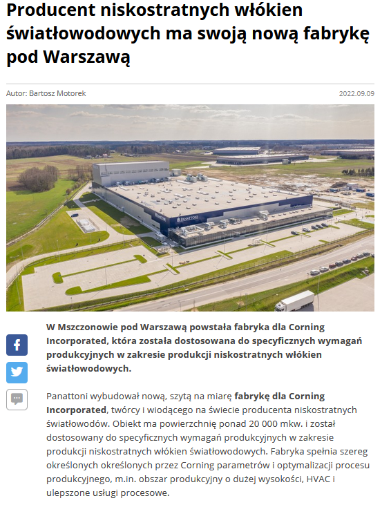 Producent niskostratnych włókien
światłowodowych ma swoją nową fabrykę
pod Warszawą
Autor: Bartosz Motorek
2022.09.09
W Mszczonowie pod Warszawą powstała fabryka dla Corning
Incorporated, która została dostosowana do specyficznych wymagań
produkcyjnych w zakresie produkcji niskostratnych włókien
światłowodowych.
Panattoni wybudował nową, szytą na miarę fabrykę dla Corning
Incorporated, twórcy i wiodącego na świecie producenta niskostratnych
światłowodów. Obiekt ma powierzchnię ponad 20 000 mkw. i został
dostosowany do specyficznych wymagań produkcyjnych w zakresie
produkcji niskostratnych włókien światłowodowych. Fabryka spełnia szereg
określonych określonych przez Corning parametrów i optymalizacji procesu
produkcyjnego, m.in. obszar produkcyjny o dużej wysokości, HVAC i
ulepszone usługi procesowe.